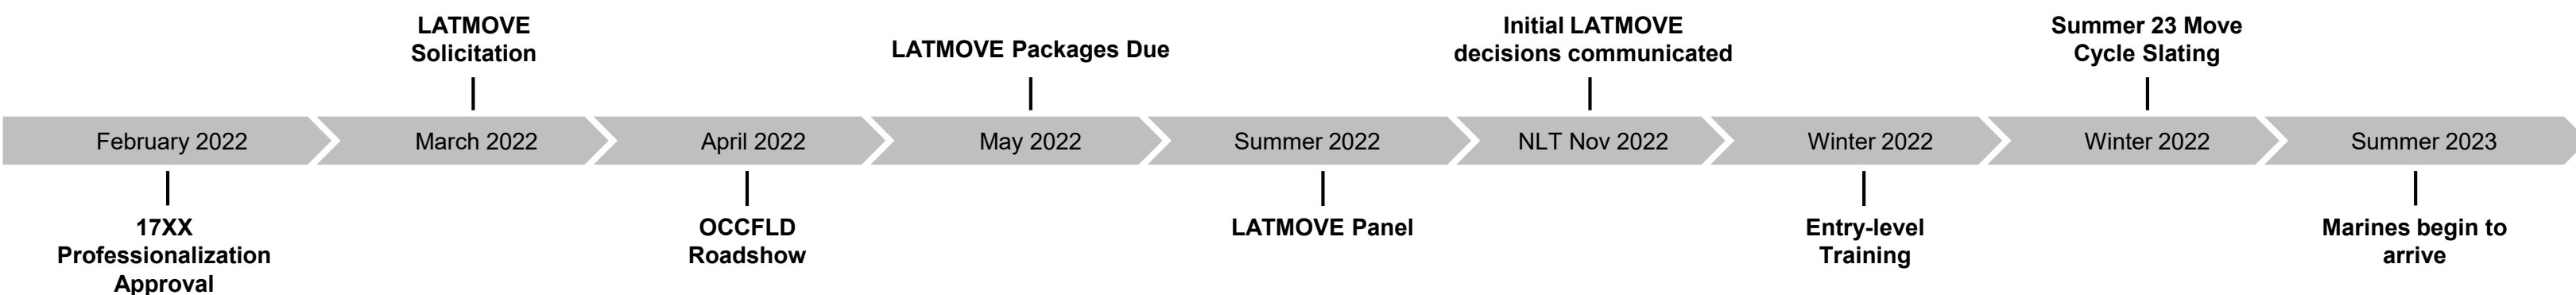 LATMOVE
Solicitation
LATMOVE Packages Due
Initial LATMOVE
decisions communicated
Summer 23 Move
Cycle Slating
February 2022
March 2022
April 2022
May 2022
Summer 2022
NLT Nov 2022
Winter 2022
Winter 2022
Summer 2023
17XX
Professionalization
Approval
OCCFLD
Roadshow
LATMOVE Panel
Entry-level
Training
Marines begin to
arrive